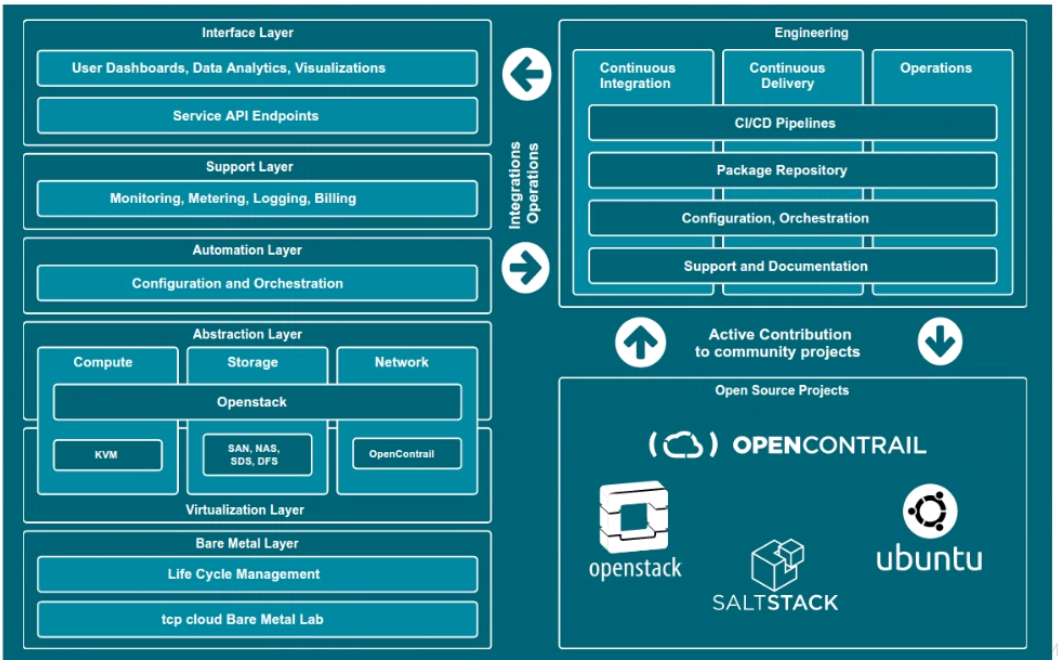 Interface Layer
User Dashboards, Data Analytics, Visualizations
Service API Endpoints
Support Layer
Monitoring, Metering, Logging, Billing
Automation Layer
Configuration and Orchestration
Abstraction Layer
Compute
Storage
Network
Openstack
KVM
SAN, NAS,
SDS, DFS
OpenContrail
Virtualization Layer
Bare Metal Layer
Life Cycle Management
tcp cloud Bare Metal Lab
Integrations
Operations
Engineering
Continuous
Integration
Continuous
Delivery
Operations
CI/CD Pipelines
Package Repository
Configuration, Orchestration
Support and Documentation
Active Contribution
to community projects
Open Source Projects
OPENCONTRAIL
openstack
ubuntu
SALTSTACK